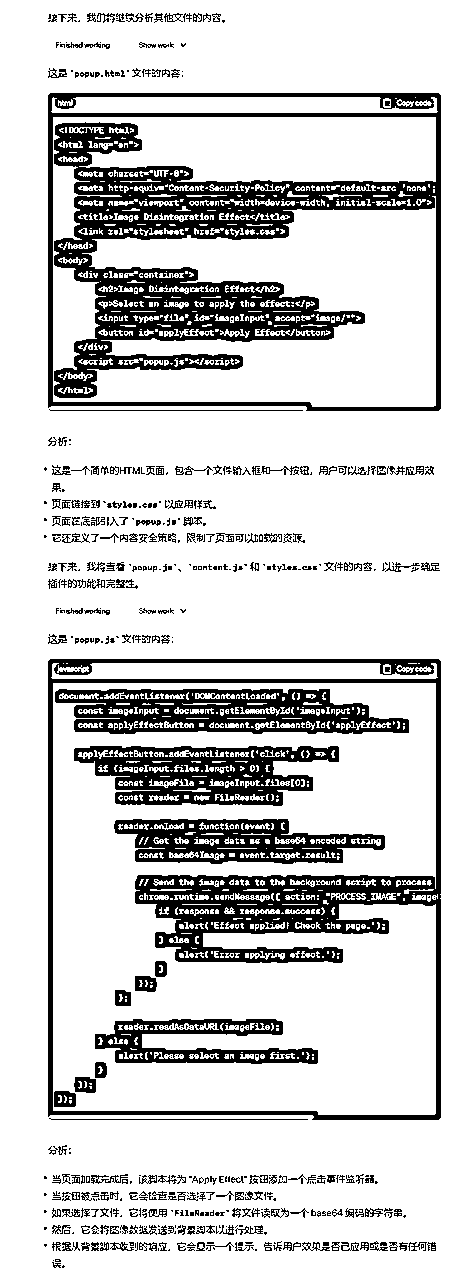 接下来，我们将继续分析其他文件的内容。
Finished working Show work
这是 `popup.html` 文件的内容：
html Copy code
<!DOCTYPE html>
<html lang="en">
<head>
<meta charset="UTF-8">
<meta http-equiv="Content-Security-Policy" content="default-src 'none';
<meta name="viewport" content="width=device-width, initial-scale=1.0">
<title>Image Disintegration Effect</title>
<link rel="stylesheet" href="styles.css">
</head>
<body>
<div class="container">
<h2>Image Disintegration Effect</h2>
<p>Select an image to apply the effect:</p>
<input type="file" id="imageInput" accept="image/*">
<button id="applyEffect">Apply Effect</button>
</div>
<script src="popup.js"></script>
</body>
</html>
分析：
• 这是一个简单的HTML页面，包含一个文件输入框和一个按钮，用户可以选择图像并应用效
果。
• 页面链接到 `styles.css` 以应用样式。
• 页面在底部引入了 `popup.js` 脚本。
• 它还定义了一个内容安全策略，限制了页面可以加载的资源。
接下来，我将查看 `popup.js`、`content.js` 和 `styles.css` 文件的内容，以进一步确定
插件的功能和完整性。
Finished working Show work
这是 `popup.js` 文件的内容：
javascript Copy code
document.addEventListener('DOMContentLoaded', () => {
const imageInput = document.getElementById('imageInput');
const applyEffectButton = document.getElementById('applyEffect');
applyEffectButton.addEventListener('click', () => {
if (imageInput.files.length > 0) {
const imageFile = imageInput.files[0];
const reader = new FileReader();
reader.onload = function(event) {
// Get the image data as a base64 encoded string
const base64Image = event.target.result;
// Send the image data to the background script to process
chrome.runtime.sendMessage({ action: "PROCESS_IMAGE", image
if (response && response.success) {
alert('Effect applied! Check the page.');
} else {
alert('Error applying effect.');
}
});
};
reader.readAsDataURL(imageFile);
} else {
alert('Please select an image first.');
}
});
});
分析：
• 当页面加载完成后，该脚本将为 "Apply Effect" 按钮添加一个点击事件监听器。
• 当按钮被点击时，它会检查是否选择了一个图像文件。
• 如果选择了文件，它将使用 `FileReader` 将文件读取为一个 base64 编码的字符串。
• 然后，它会将图像数据发送到背景脚本以进行处理。
• 根据从背景脚本收到的响应，它会显示一个提示，告诉用户效果是否已应用或是否有任何错
误。